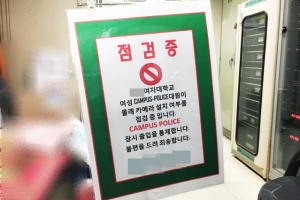 점검중
여자대학교
여성 CAMPUS-POLICE대원이
몰래 카메라 설치 여부를
점검 중 입니다.
CAMPUS POLICE
잠시 출입을 통제합니다.
불편을 드려 죄송합니다.